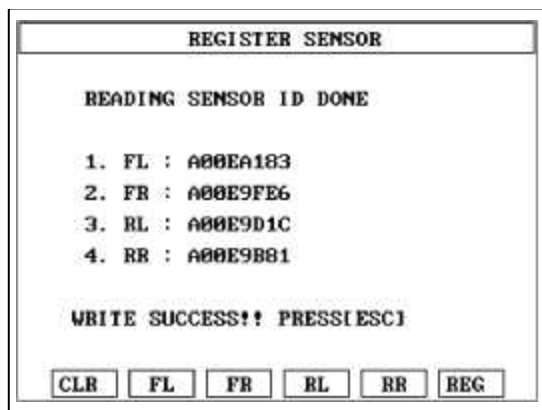 REGISTER SENSOR
READING SENSOR ID DONE
1. FL : A00EA183
2. FR : A00E9FE6
3. RL : A00E9D1C
4. RR : A00E9B81
WRITE SUCCESS!! PRESS[ESC]
CLR FL FR RL RR REG